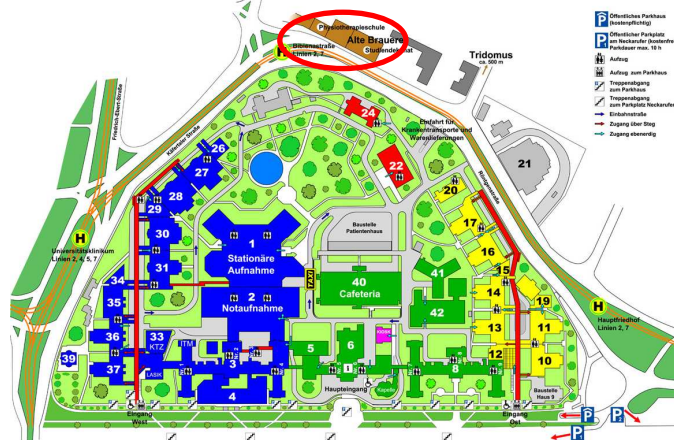 Physiotherapieschule
Alte Brauerei
Studiendekanat
Bibienastraße
Linien 2, 7
Tridomus
ca. 500 m
Öffentliches Parkhaus
(kostenpflichtig)
Öffentlicher Parkplatz
am Neckarufer (kostenfrei
Parkdauer max. 10 h
Aufzug
Aufzug zum Parkhaus
Treppenabgang
zum Parkhaus
Treppenabgang
zum Parkplatz Neckarufer
Einbahnstraße
Zugang über Steg
Zugang ebenerdig
Friedrich-Ebert-Straße
Käfertaler Straße
Röntgenstraße
Einfahrt für
Krankentransporte und
Warenlieferungen
24
22
21
20
26
27
28
29
30
31
17
16
15
14
13
12
19
11
10
Baustelle
Patientenhaus
1
Stationäre
Aufnahme
2
Notaufnahme
TAXI
40
Cafeteria
41
42
KIOSK
H
Universitätsklinikum
Linien 2, 4, 5, 7
H
Hauptfriedhof
Linien 2, 7
H
34
35
36
37
39
33
KTZ
ITM
LASK
3
4
5
6
8
i
Kapelle
Haupteingang
Baustelle
Haus 9
Eingang
West
Eingang
Ost
P
P
P
P